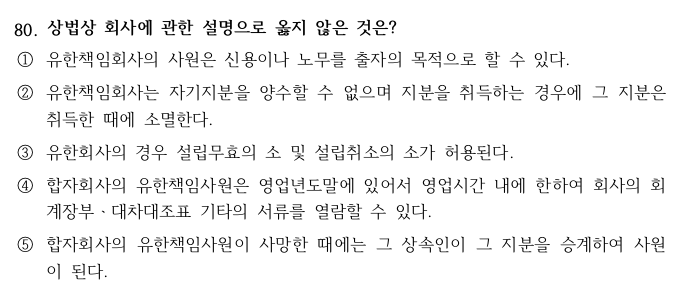 80. 상법상 회사에 관한 설명으로 옳지 않은 것은?
① 유한책임회사의 사원은 신용이나 노무를 출자의 목적으로 할 수 있다.
② 유한책임회사는 자기지분을 양수할 수 없으며 지분을 취득하는 경우에 그 지분은
취득한 때에 소멸한다.
③ 유한회사의 경우 설립무효의 소 및 설립취소의 소가 허용된다.
④ 합자회사의 유한책임사원은 영업년도말에 있어서 영업시간 내에 한하여 회사의 회
계장부ㆍ대차대조표 기타의 서류를 열람할 수 있다.
⑤ 합자회사의 유한책임사원이 사망한 때에는 그 상속인이 그 지분을 승계하여 사원
이 된다.